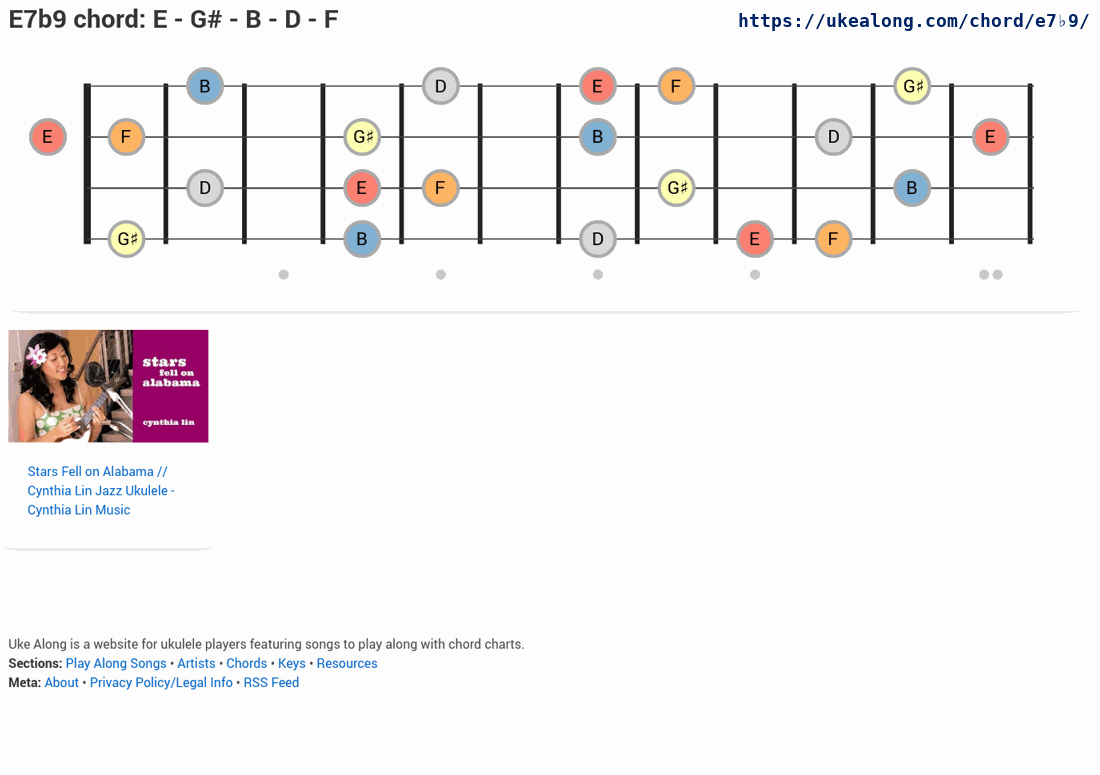 E7b9 chord: E - G# - B - D - F
https://ukealong.com/chord/e7♭9/
B D E F G♯
E F G♯ B D E
D E F G♯ B
G♯ B D E F
stars
fell on
alabama
cynthia lin
Stars Fell on Alabama //
Cynthia Lin Jazz Ukulele -
Cynthia Lin Music
Uke Along is a website for ukulele players featuring songs to play along with chord charts.
Sections: Play Along Songs • Artists • Chords • Keys • Resources
Meta: About • Privacy Policy/Legal Info • RSS Feed